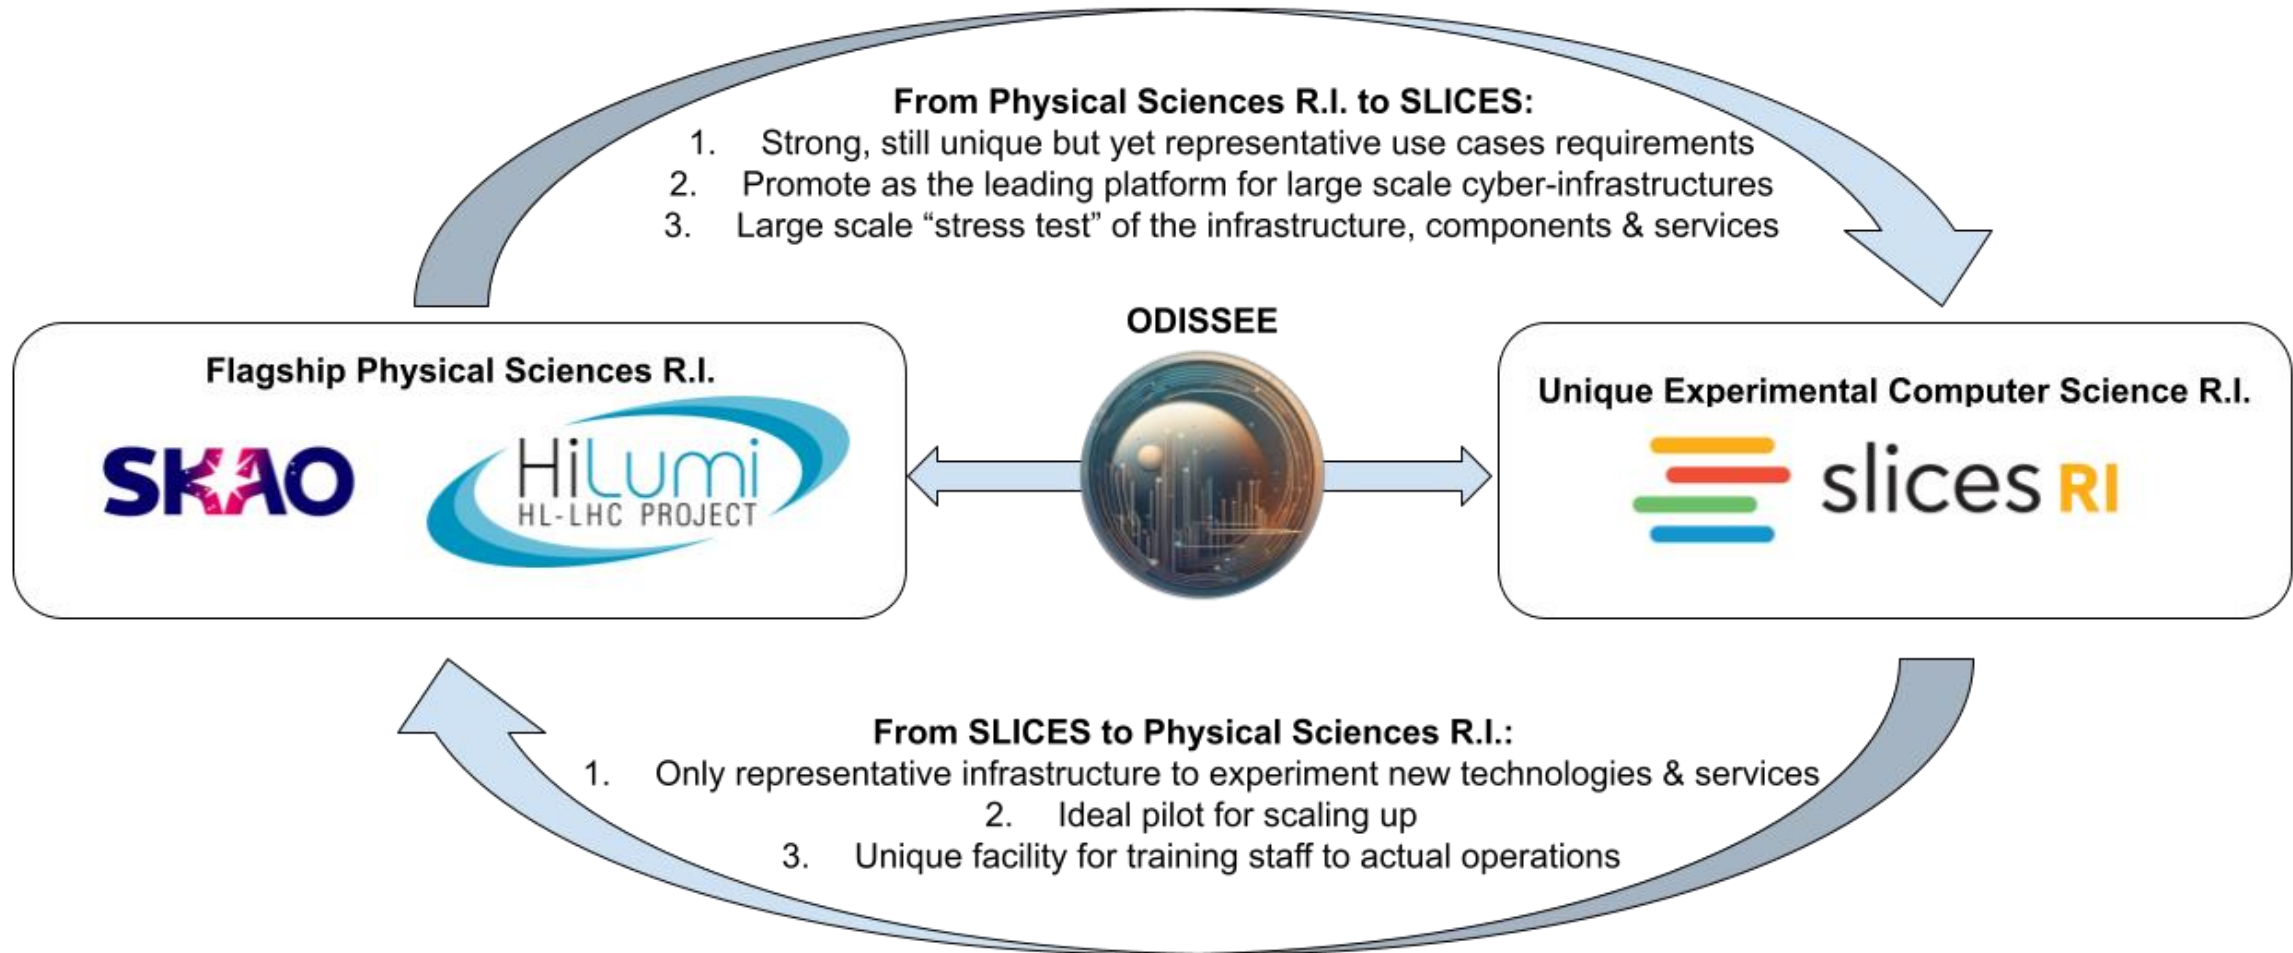 From Physical Sciences R.I. to SLICES:
1. Strong, still unique but yet representative use cases requirements
2. Promote as the leading platform for large scale cyber-infrastructures
3. Large scale “stress test” of the infrastructure, components & services
ODISSEE
Flagship Physical Sciences R.I.
SKAO
HiLumi
HL-LHC PROJECT
Unique Experimental Computer Science R.I.
slices RI
From SLICES to Physical Sciences R.I.:
1. Only representative infrastructure to experiment new technologies & services
2. Ideal pilot for scaling up
3. Unique facility for training staff to actual operations